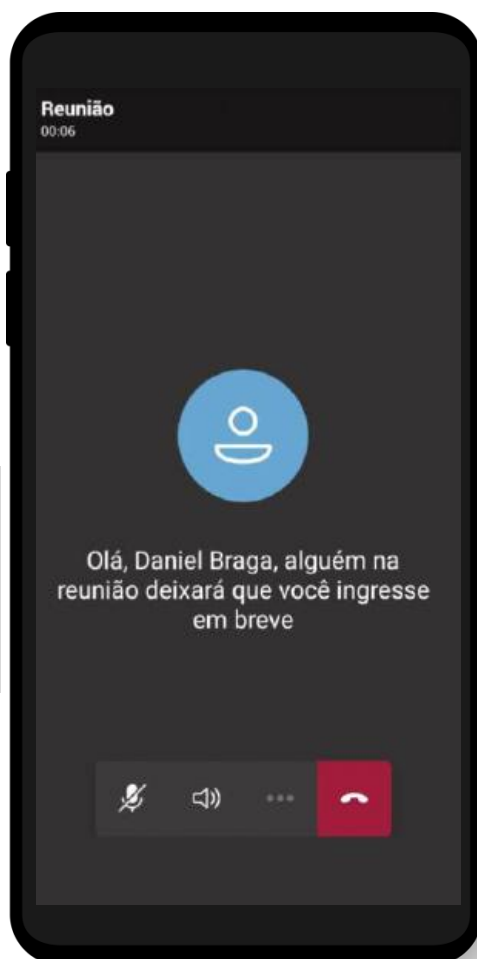 Reunião
00:06
Olá, Daniel Braga, alguém na
reunião deixará que você ingresse
em breve